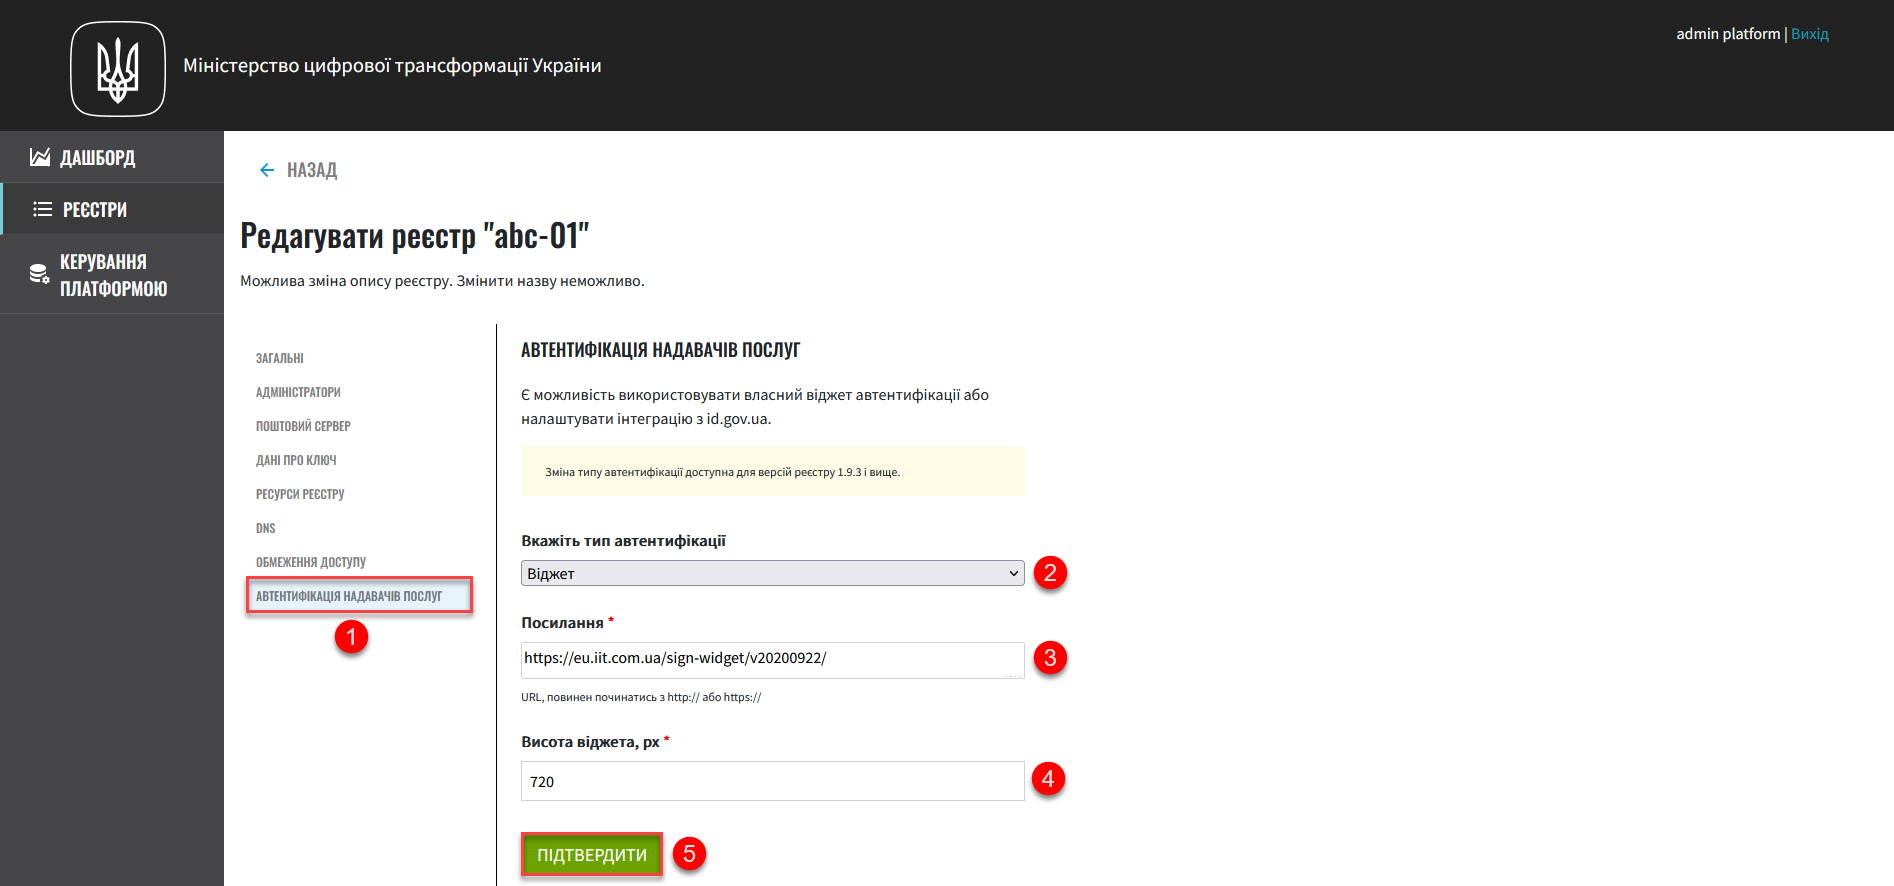 Міністерство цифрової трансформації України
admin platform | Вихід
ДАШБОРД
РЕЄСТРИ
КЕРУВАННЯ
ПЛАТФОРМОЮ
НАЗАД
Редагувати реєстр "abc-01"
Можлива зміна опису реєстру. Змінити назву неможливо.
ЗАГАЛЬНІ
АДМІНІСТРАТОРИ
ПОШТОВИЙ СЕРВЕР
ДАНІ ПРО КЛЮЧ
РЕСУРСИ РЕЄСТРУ
DNS
ОБМЕЖЕННЯ ДОСТУПУ
АВТЕНТИФІКАЦІЯ НАДАВАЧІВ ПОСЛУГ
1
АВТЕНТИФІКАЦІЯ НАДАВАЧІВ ПОСЛУГ
Є можливість використовувати власний віджет автентифікації або
налаштувати інтеграцію з id.gov.ua.
Зміна типу автентифікації доступна для версій реєстру 1.9.3 і вище.
Вкажіть тип автентифікації
Віджет
2
Посилання *
https://eu.iit.com.ua/sign-widget/v20200922/
3
URL, повинен починатись з http:// або https://
Висота віджета, px *
720
4
ПІДТВЕРДИТИ
5